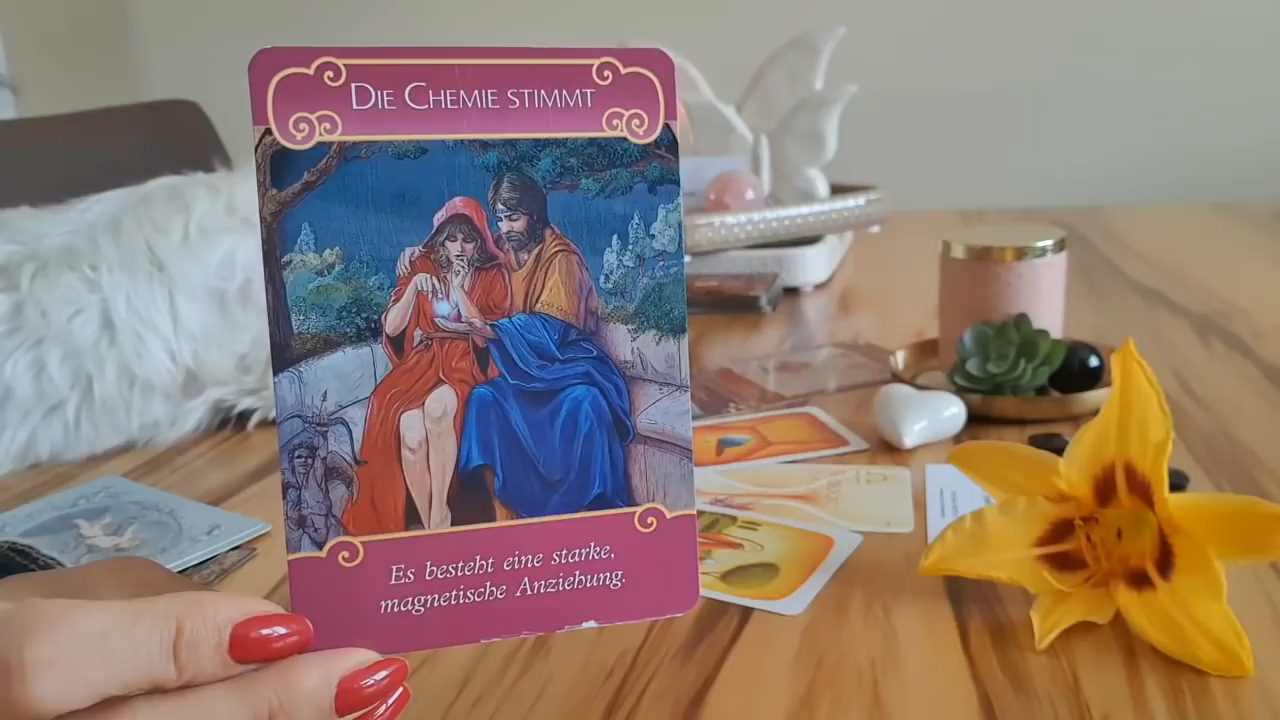 DIE CHEMIE STIMMT
Es besteht eine starke,
magnetische Anziehung.